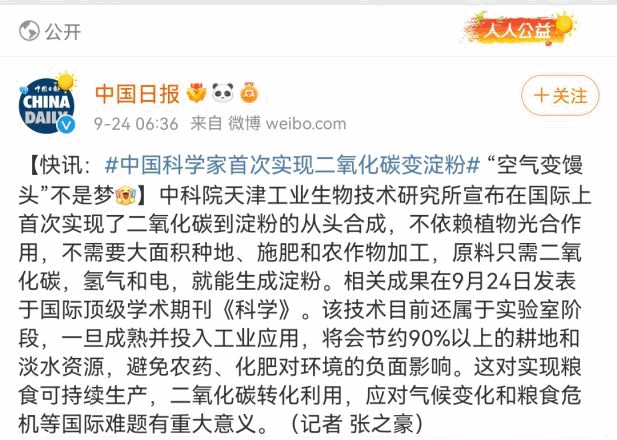 公开
人人公益
中国日报
中国日报
CHINA
DAILY
+关注
9-24 06:36 来自 微博 weibo.com
【快讯：#中国科学家首次实现二氧化碳变淀粉# “空气变馒
头”不是梦】中科院天津工业生物技术研究所宣布在国际上
首次实现了二氧化碳到淀粉的从头合成，不依赖植物光合作
用，不需要大面积种地、施肥和农作物加工，原料只需二氧
化碳，氢气和电，就能生成淀粉。相关成果在9月24日发表
于国际顶级学术期刊《科学》。该技术目前还属于实验室阶
段，一旦成熟并投入工业应用，将会节约90%以上的耕地和
淡水资源，避免农药、化肥对环境的负面影响。这对实现粮
食可持续生产，二氧化碳转化利用，应对气候变化和粮食危
机等国际难题有重大意义。（记者 张之豪）